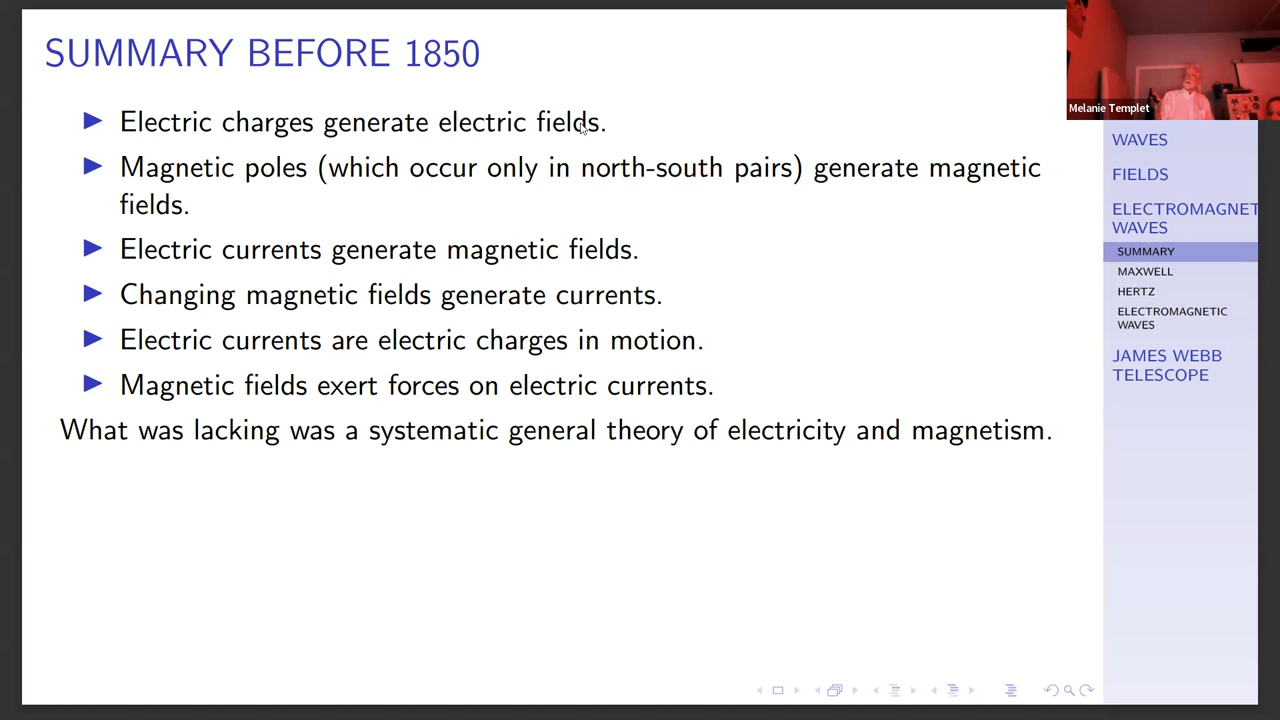 SUMMARY BEFORE 1850
Electric charges generate electric fields.
Magnetic poles (which occur only in north-south pairs) generate magnetic
fields.
Electric currents generate magnetic fields.
Changing magnetic fields generate currents.
Electric currents are electric charges in motion.
Magnetic fields exert forces on electric currents.
What was lacking was a systematic general theory of electricity and magnetism.
Melanie Templet
WAVES
FIELDS
ELECTROMAGNET
WAVES
SUMMARY
MAXWELL
HERTZ
ELECTROMAGNETIC
WAVES
JAMES WEBB
TELESCOPE